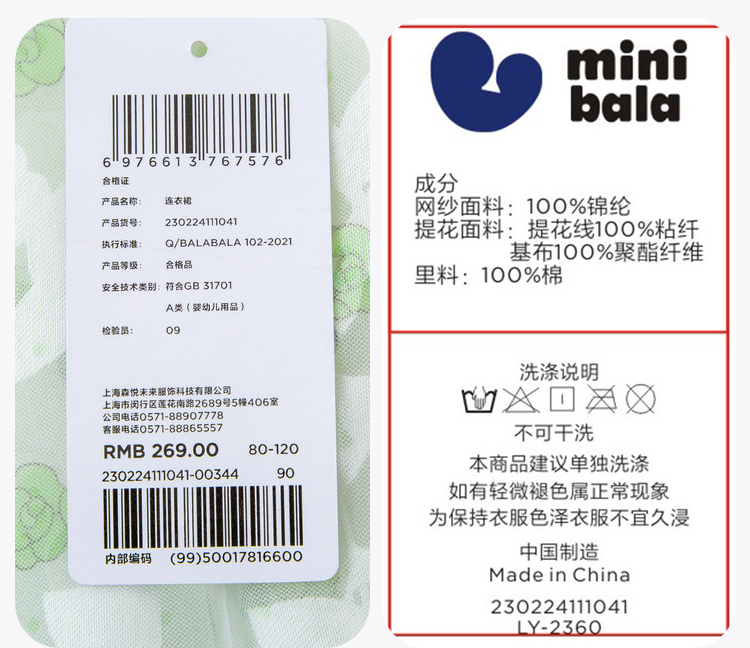 6 976613 767576
合格证
产品名称: 连衣裙
产品货号: 230224111041
执行标准: Q/BALABALA 102-2021
产品等级: 合格品
安全技术类别: 符合GB 31701
A类 ( 婴幼儿用品 )
检验员: 09
上海森悦未来服饰科技有限公司
上海市闵行区莲花南路2689号5幢406室
公司电话0571-88907778
客服电话0571-88865557
RMB 269.00 80-120
230224111041-00344 90
内部编码 (99)50017816600
mini
bala
成分
网纱面料: 100%锦纶
提花面料: 提花线100%粘纤
基布100%聚酯纤维
里料: 100%棉
洗涤说明
不可干洗
本商品建议单独洗涤
如有轻微褪色属正常现象
为保持衣服色泽衣服不宜久浸
中国制造
Made in China
230224111041
LY-2360